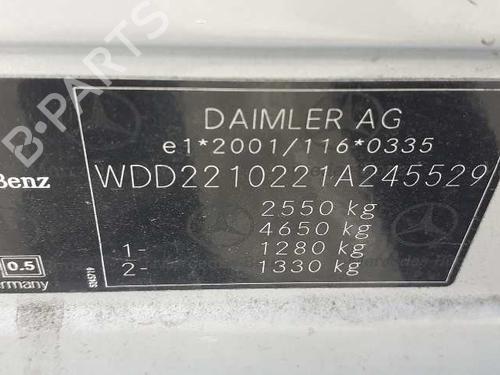 DAIMLER AG
e1*2001/116*0335
Benz
WDD2210221A245529
2550 kg
4650 kg
1- 1280 kg
2- 1330 kg
0.5
ermany
B-PARTS